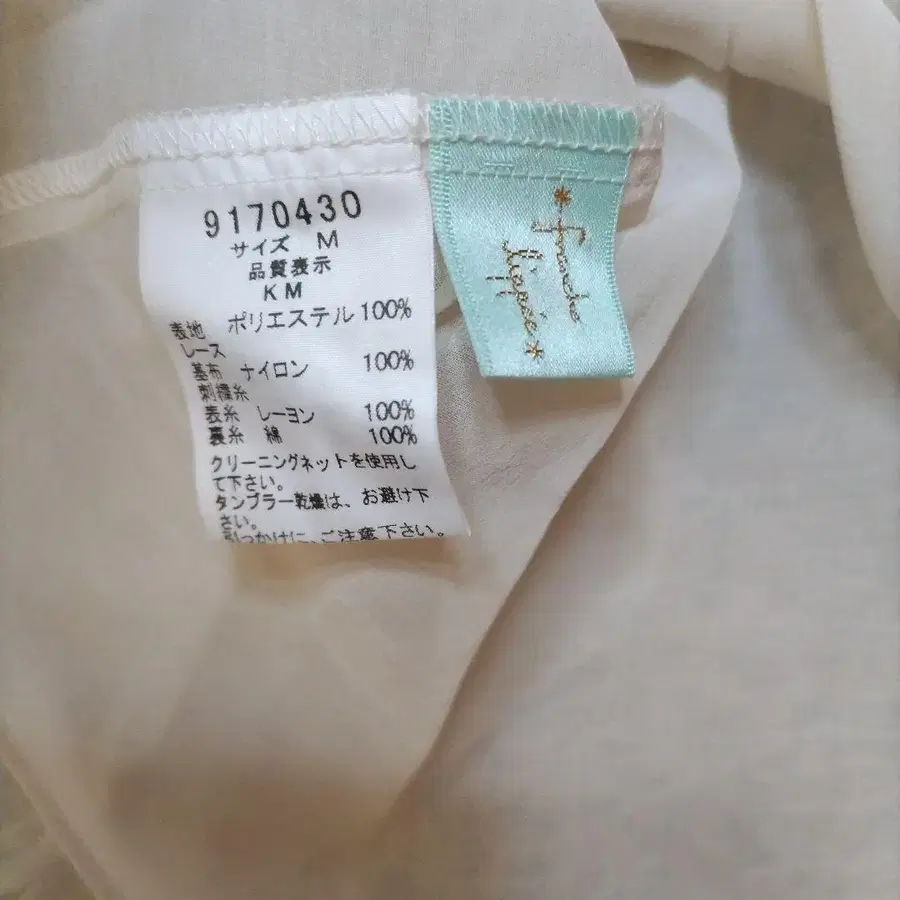 9170430
サイズ M
品質表示
KM
表地 ポリエステル 100%
レース
基布 ナイロン 100%
刺繍糸
表糸 レーヨン 100%
裏糸 綿 100%
クリーニングネットを使用し
て下さい。
タンブラー乾燥は、お避け下
さい。
引っかけに、ご注意下さい。
franche
lippée